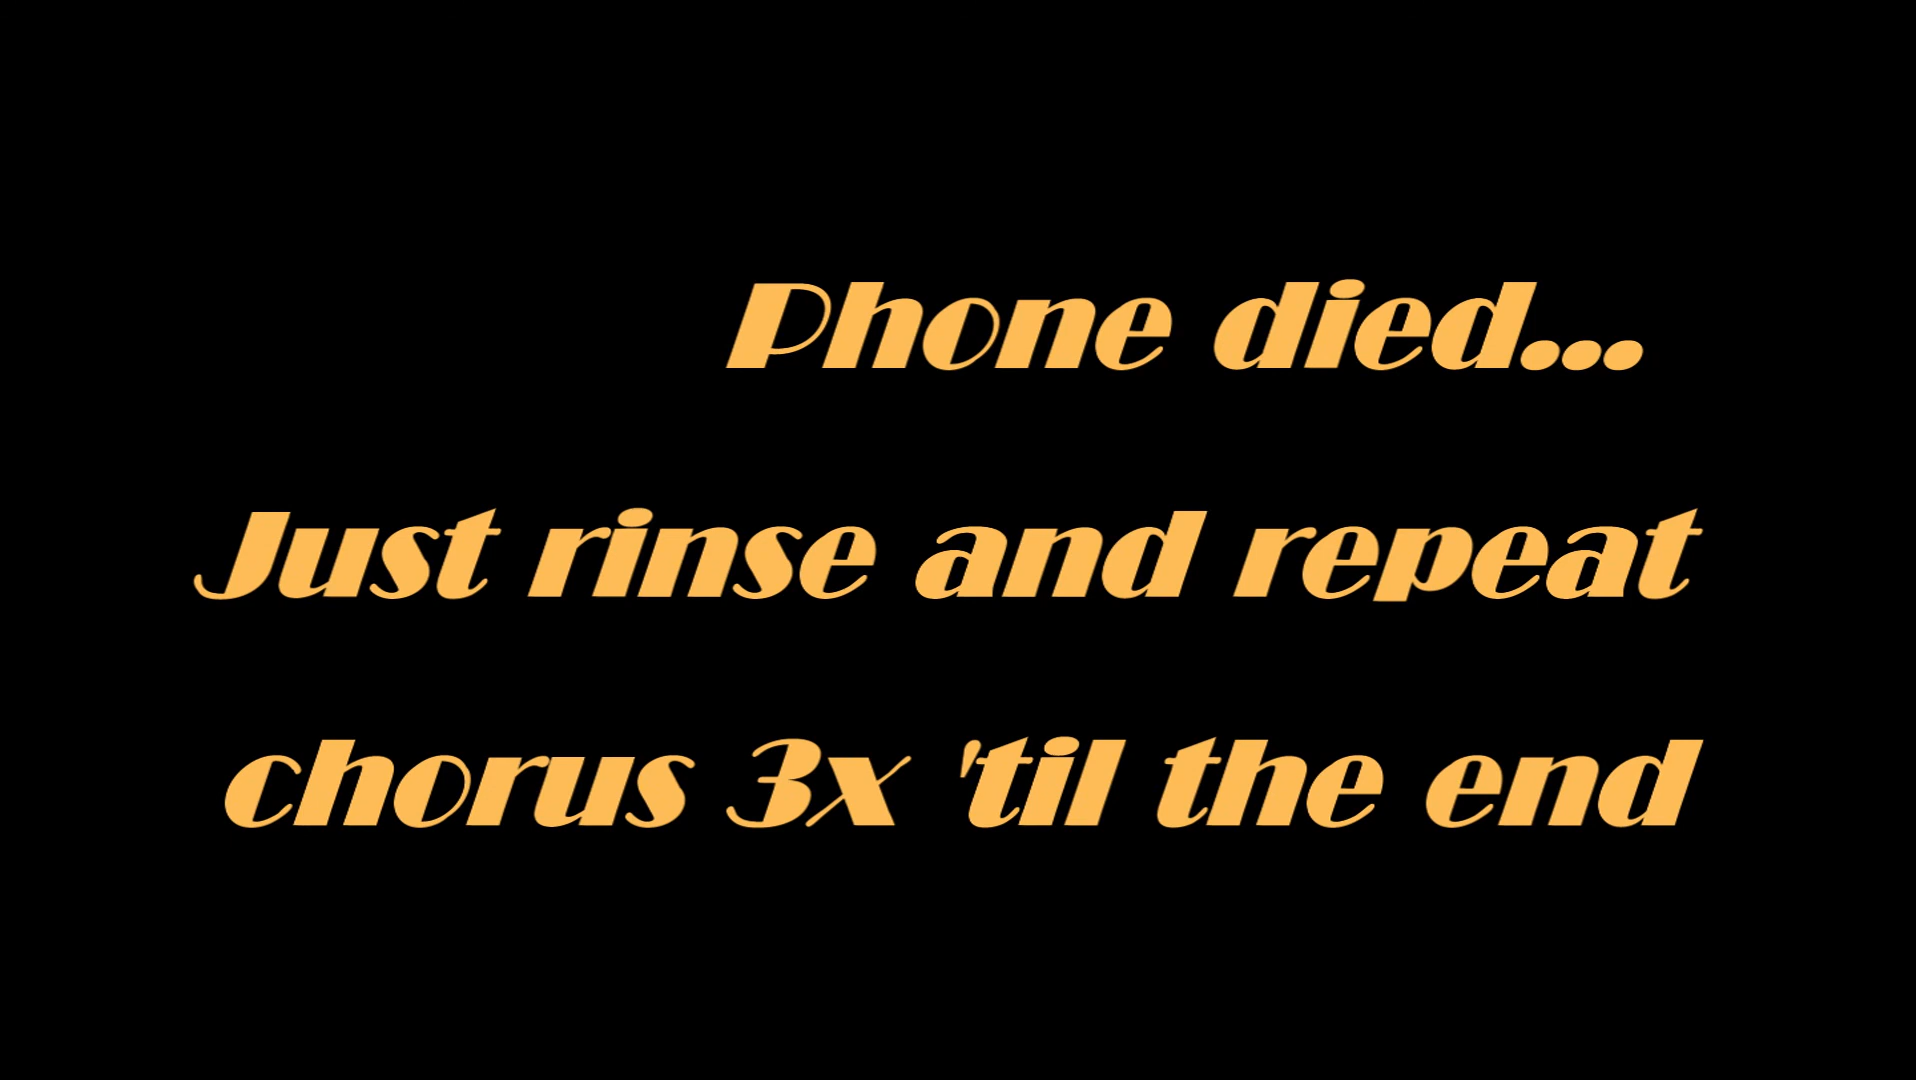 Phone died...
Just rinse and repeat
chorus 3x 'til the end